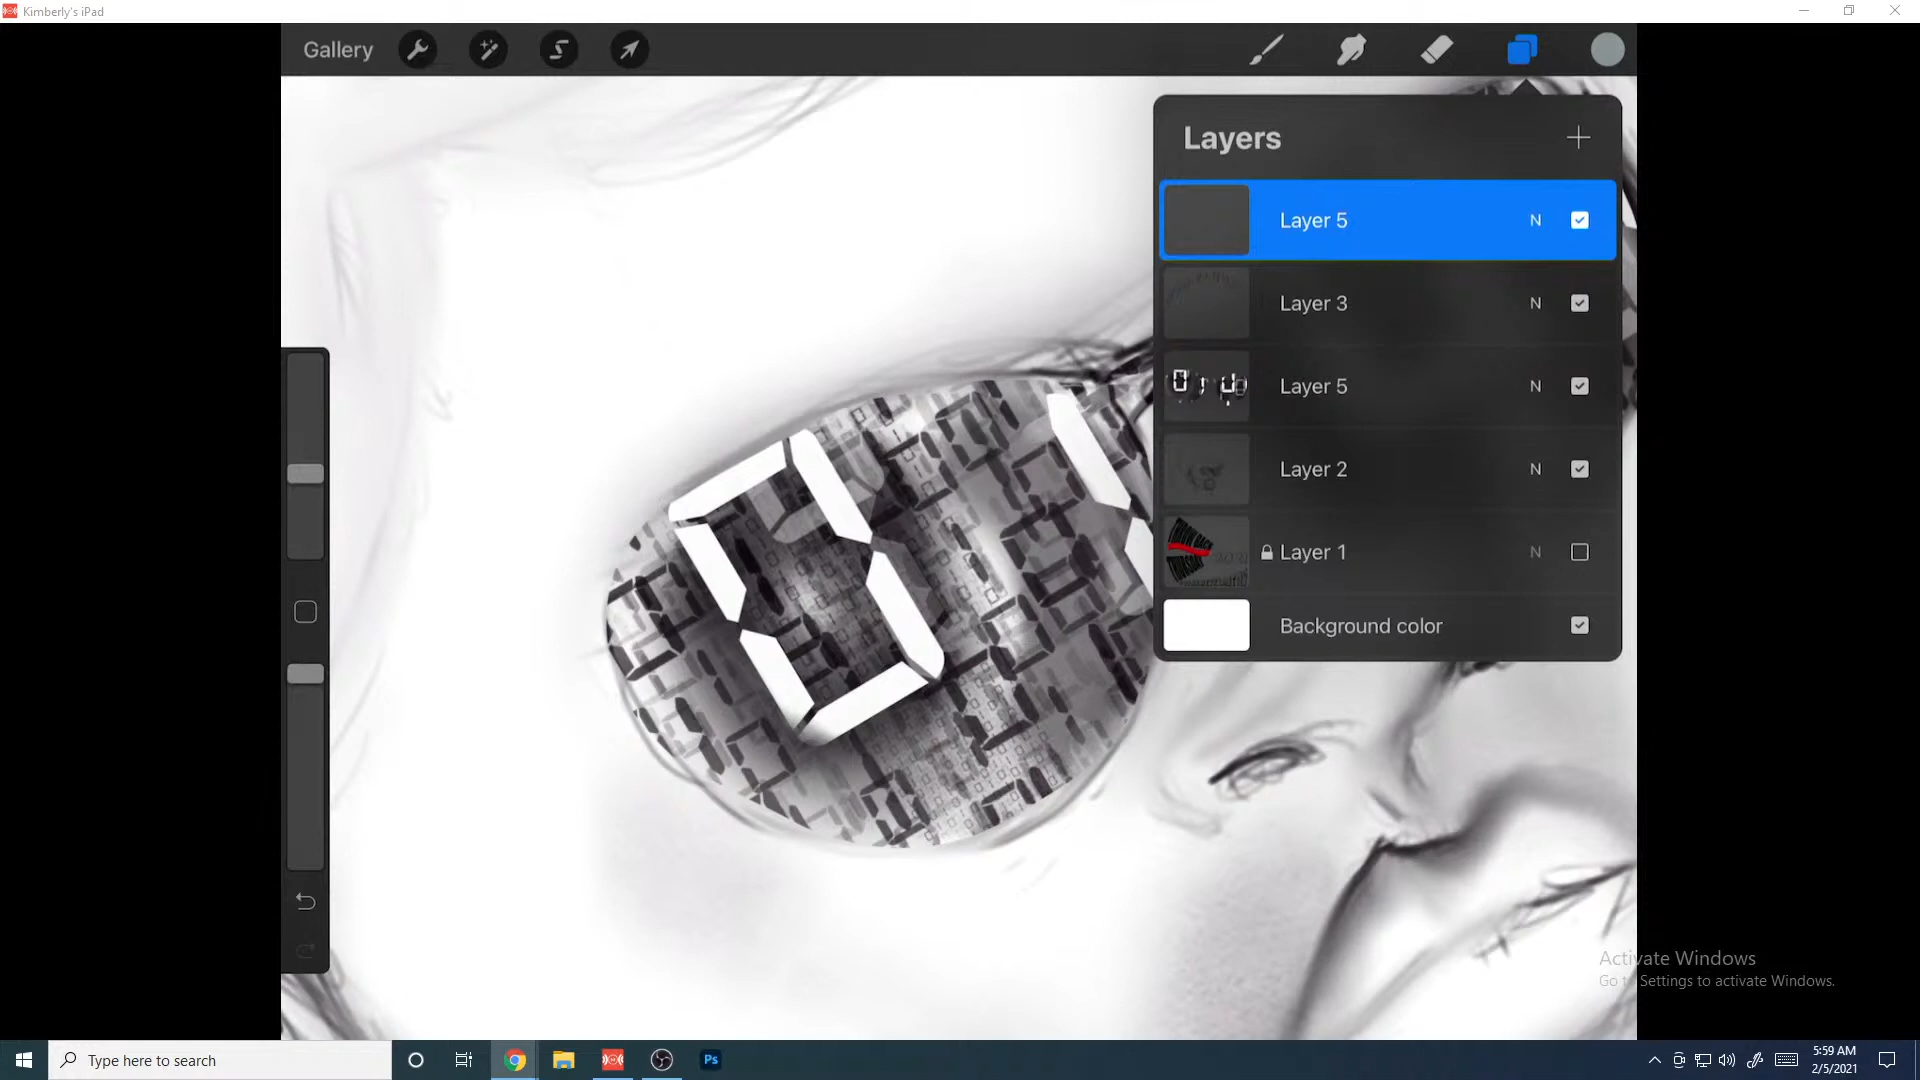 Kimberly's iPad
Gallery
Layers
Layer 5 N
Layer 3 N
Layer 5 N
Layer 2 N
Layer 1 N
Background color
Activate Windows
Go to Settings to activate Windows.
Type here to search
Ps
5:59 AM
2/5/2021